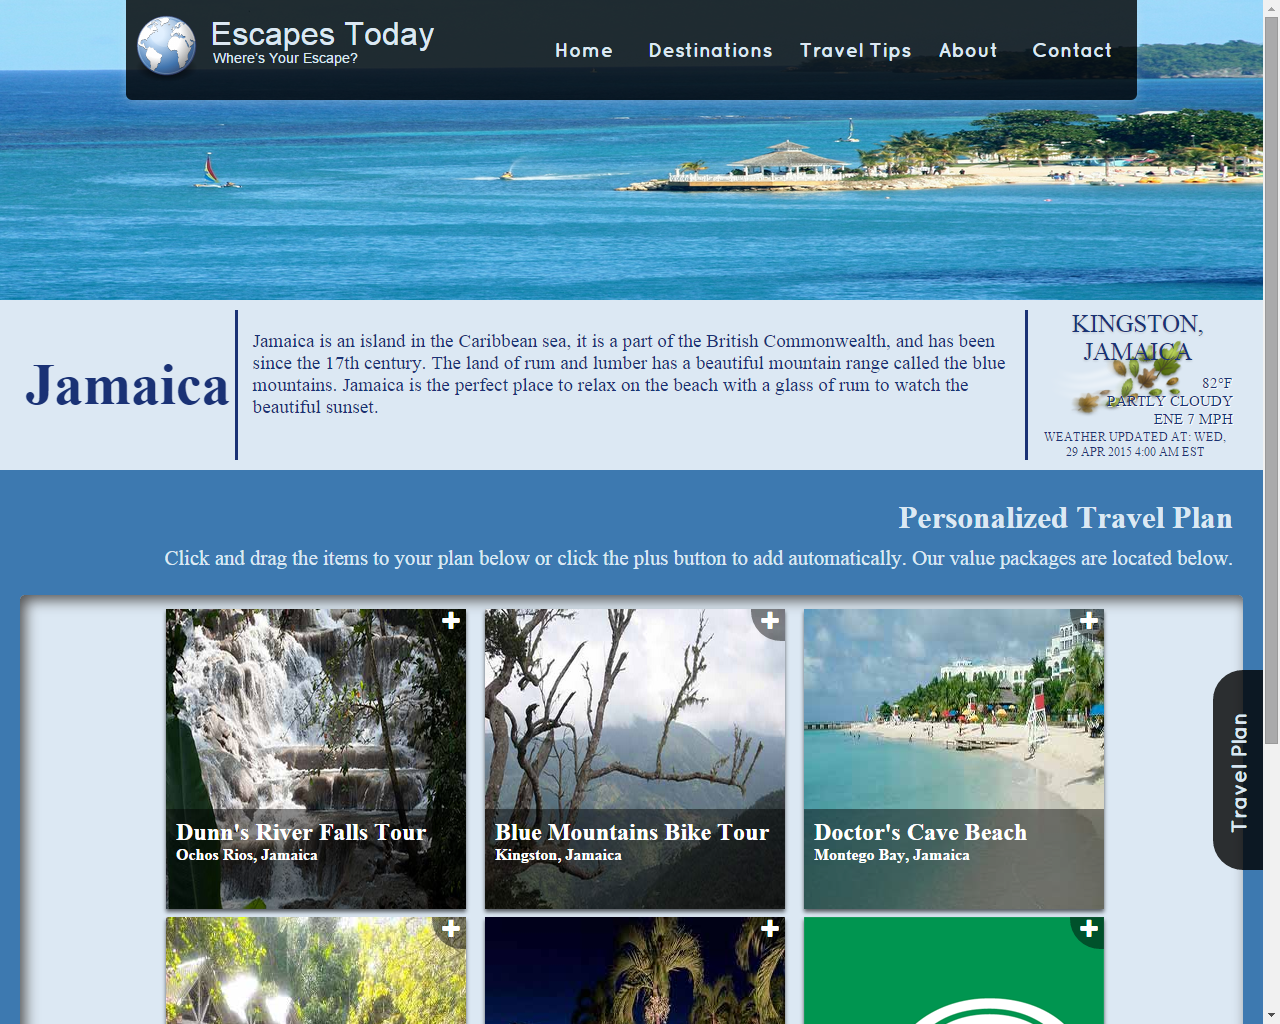 Escapes Today
Where's Your Escape?
Home Destinations Travel Tips About Contact
Jamaica
Jamaica is an island in the Caribbean sea, it is a part of the British Commonwealth, and has been
since the 17th century. The land of rum and lumber has a beautiful mountain range called the blue
mountains. Jamaica is the perfect place to relax on the beach with a glass of rum to watch the
beautiful sunset.
KINGSTON,
JAMAICA
82°F
PARTLY CLOUDY
ENE 7 MPH
WEATHER UPDATED AT: WED,
29 APR 2015 4:00 AM EST
Personalized Travel Plan
Click and drag the items to your plan below or click the plus button to add automatically. Our value packages are located below.
Dunn's River Falls Tour
Ochos Rios, Jamaica
Blue Mountains Bike Tour
Kingston, Jamaica
Doctor's Cave Beach
Montego Bay, Jamaica
Travel Plan